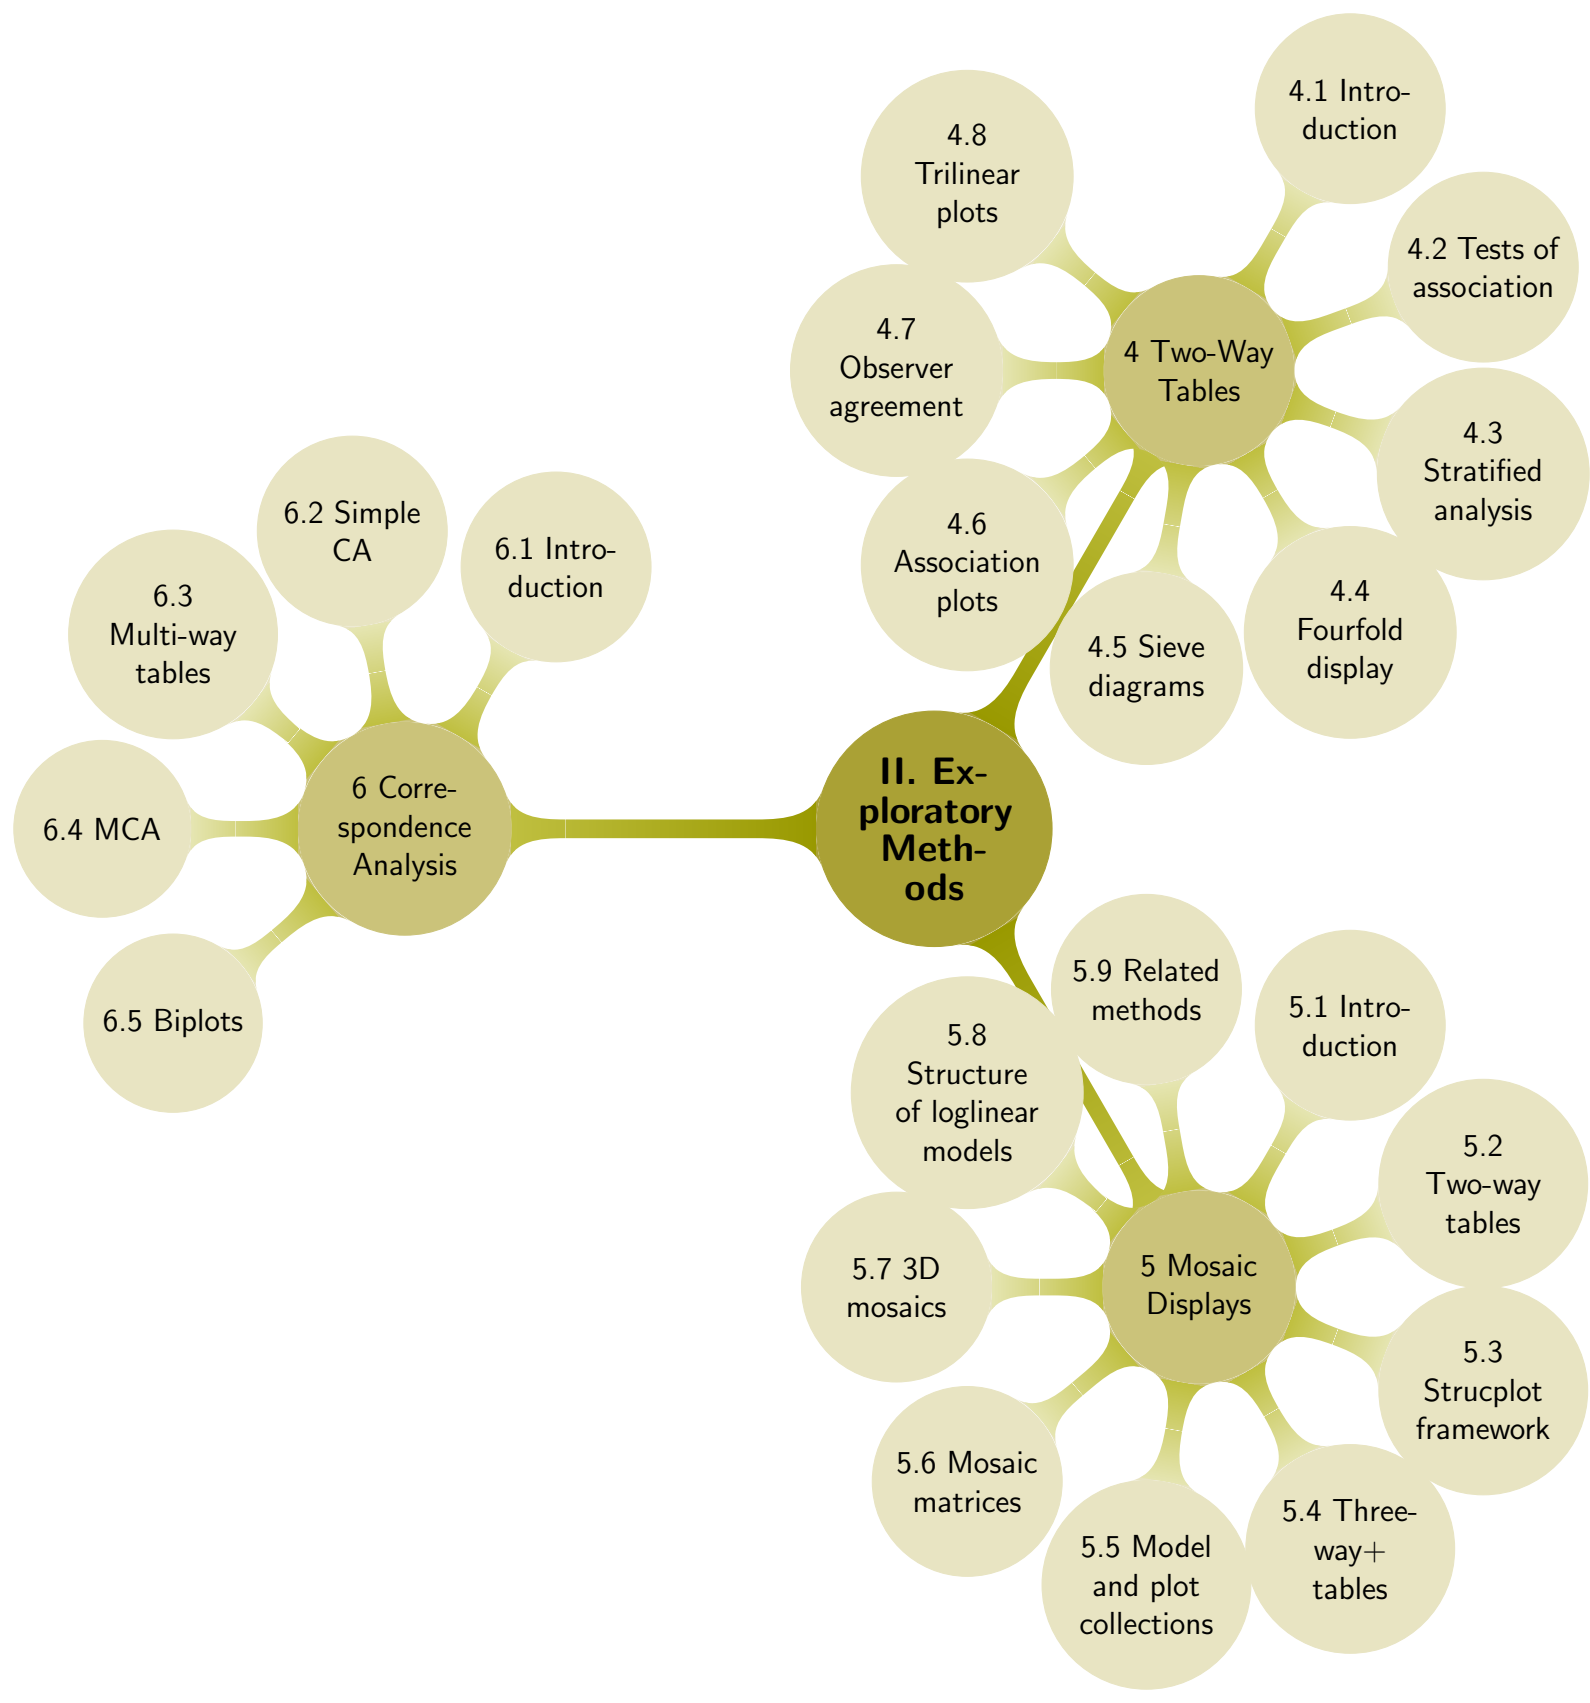 II. Ex-
ploratory
Meth-
ods
4 Two-Way
Tables
4.1 Intro-
duction
4.2 Tests of
association
4.3
Stratified
analysis
4.4
Fourfold
display
4.5 Sieve
diagrams
4.6
Association
plots
4.7
Observer
agreement
4.8
Trilinear
plots
5 Mosaic
Displays
5.1 Intro-
duction
5.2
Two-way
tables
5.3
Strucplot
framework
5.4 Three-
way+
tables
5.5 Model
and plot
collections
5.6 Mosaic
matrices
5.7 3D
mosaics
5.8
Structure
of loglinear
models
5.9 Related
methods
6 Corre-
spondence
Analysis
6.1 Intro-
duction
6.2 Simple
CA
6.3
Multi-way
tables
6.4 MCA
6.5 Biplots